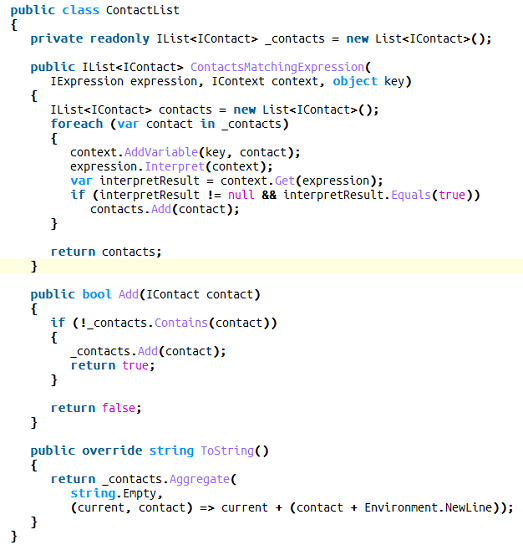 public class ContactList
{
private readonly IList<IContact> _contacts = new List<IContact>();
public IList<IContact> ContactsMatchingExpression(
IExpression expression, IContext context, object key)
{
IList<IContact> contacts = new List<IContact>();
foreach (var contact in _contacts)
{
context.AddVariable(key, contact);
expression.Interpret(context);
var interpretResult = context.Get(expression);
if (interpretResult != null && interpretResult.Equals(true))
contacts.Add(contact);
}
return contacts;
}
public bool Add(IContact contact)
{
if (!_contacts.Contains(contact))
{
_contacts.Add(contact);
return true;
}
return false;
}
public override string ToString()
{
return _contacts.Aggregate(
string.Empty,
(current, contact) => current + (contact + Environment.NewLine));
}
}